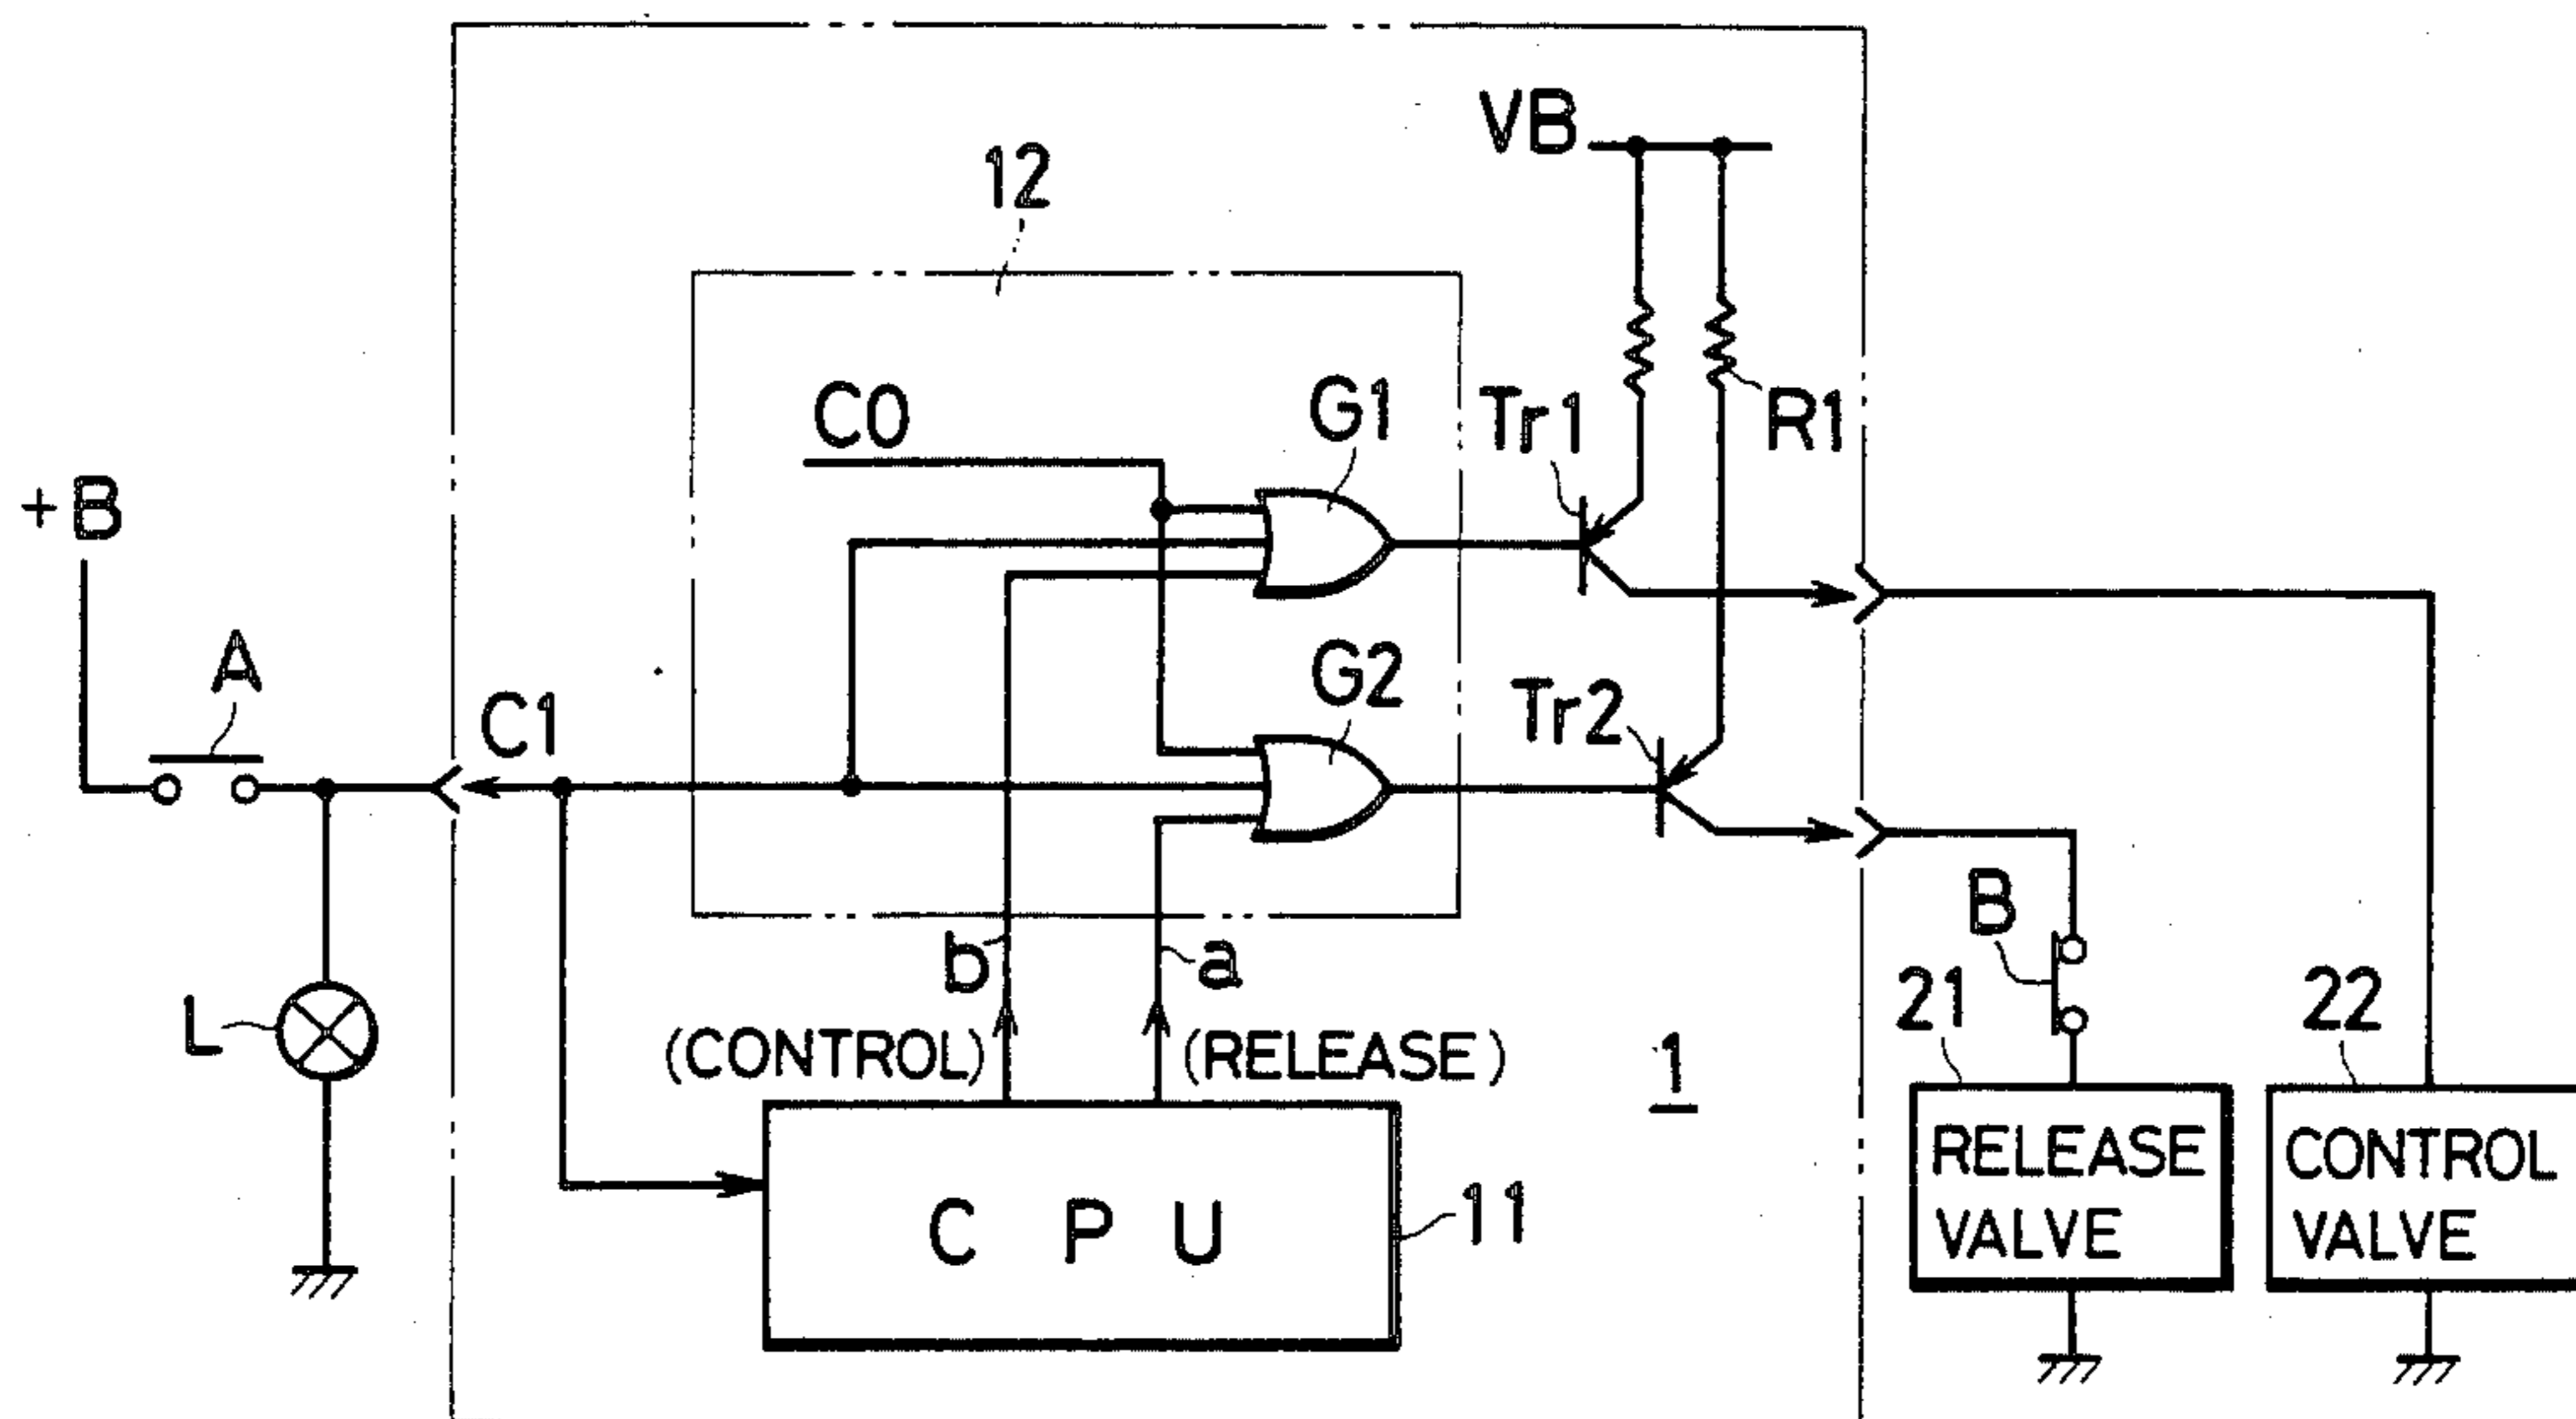 VB
12
C0
G1
Tr1
R1
+B
A
C1
G2
Tr2
B
b
a
21
22
L
(CONTROL)
(RELEASE)
1
RELEASE
VALVE
CONTROL
VALVE
CPU
11